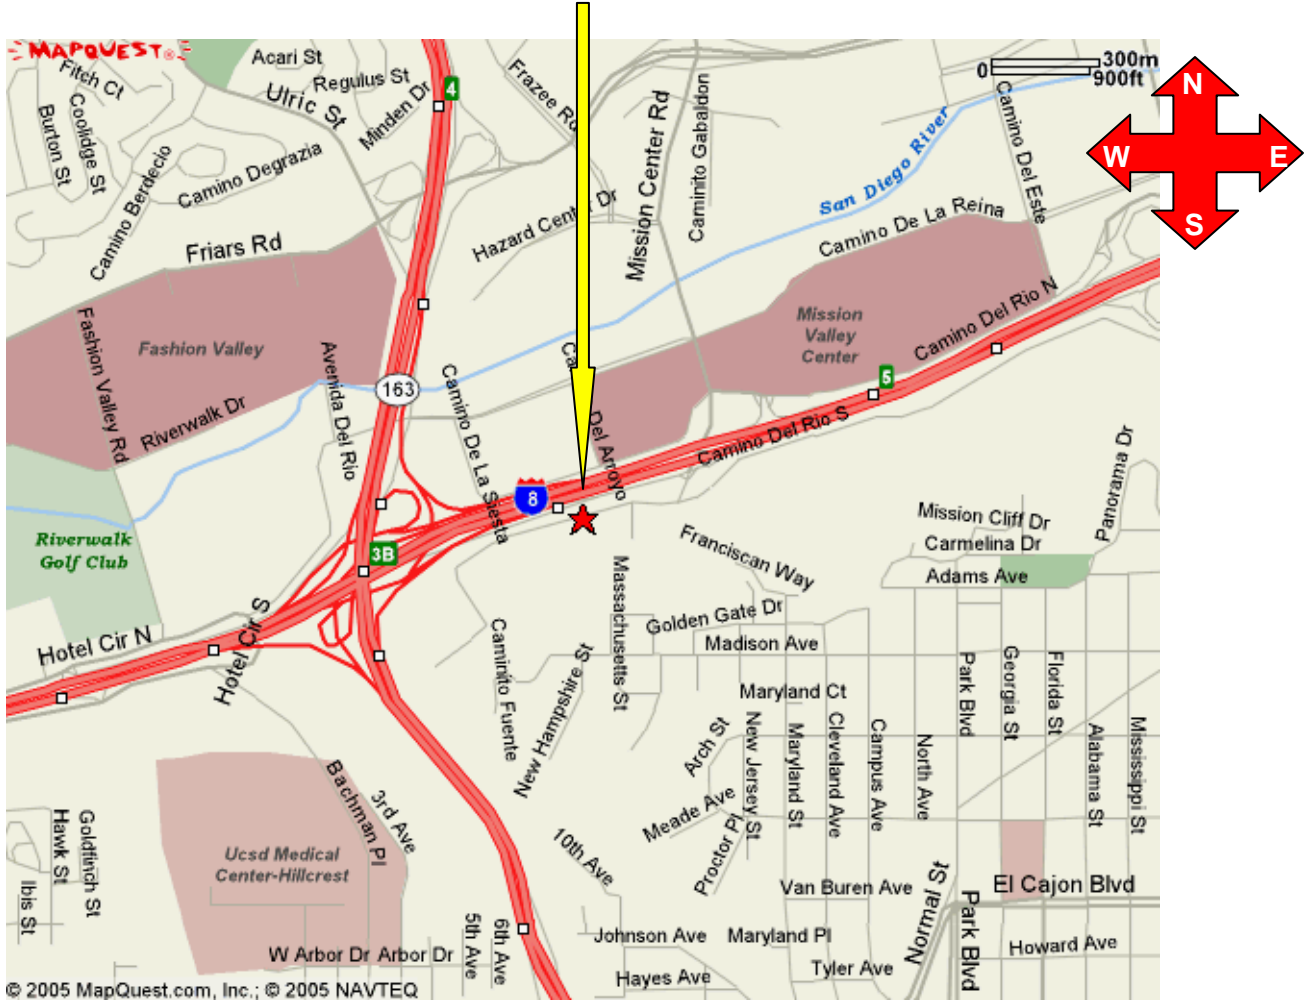 MAPQUEST®
Fitch Ct
Burton St
Coolidge St
Acari St
Regulus St
Ulric St
Minden Dr
4
Frazee Rd
Mission Center Rd
Caminito Gabaldon
0
300m
900ft
Camino Del Este
San Diego River
N
W
E
S
Camino Berdecio
Camino Degrazia
Friars Rd
Hazard Center Dr
Camino De La Reina
Fashion Valley Rd
Fashion Valley
Riverwalk Dr
Avenida Del Rio
163
Camino De La Siesta
Ca
Del Arroyo
Mission
Valley
Center
Camino Del Rio N
5
Camino Del Rio S
8
3B
Riverwalk
Golf Club
Hotel Cir N
Hotel Cir S
Panorama Dr
Mission Cliff Dr
Carmelina Dr
Adams Ave
Franciscan Way
Massachusetts St
Golden Gate Dr
Madison Ave
Caminito Fuente
New Hampshire St
Maryland Ct
Arch St
New Jersey St
Maryland St
Cleveland Ave
Campus Ave
North Ave
Park Blvd
Georgia St
Florida St
Alabama St
Mississippi St
Meade Ave
Proctor Pl
Bachman Pl
3rd Ave
Ucsd Medical
Center-Hillcrest
Hawk St
Goldfinch St
Ibis St
10th Ave
Van Buren Ave
Normal St
Park Blvd
El Cajon Blvd
W Arbor Dr
Arbor Dr
5th Ave
6th Ave
Johnson Ave
Maryland Pl
Howard Ave
Hayes Ave
Tyler Ave
© 2005 MapQuest.com, Inc.; © 2005 NAVTEQ